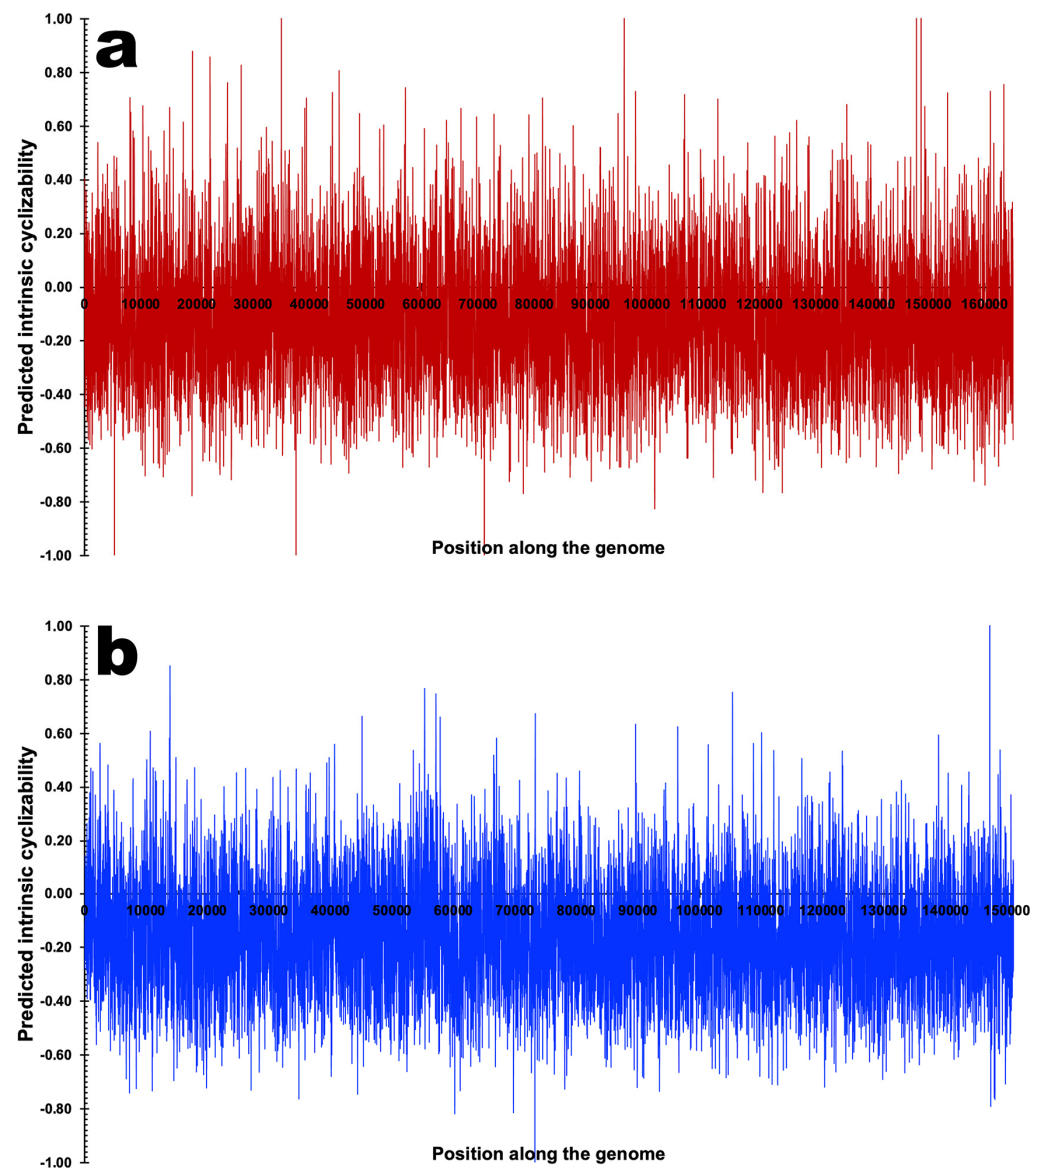 a
Predicted intrinsic cyclizability
1.00
0.80
0.60
0.40
0.20
0.00
-0.20
-0.40
-0.60
-0.80
-1.00
0 10000 20000 30000 40000 50000 60000 70000 80000 90000 100000 110000 120000 130000 140000 150000 160000
Position along the genome
b
Predicted intrinsic cyclizability
1.00
0.80
0.60
0.40
0.20
0.00
-0.20
-0.40
-0.60
-0.80
-1.00
0 10000 20000 30000 40000 50000 60000 70000 80000 90000 100000 110000 120000 130000 140000 150000
Position along the genome